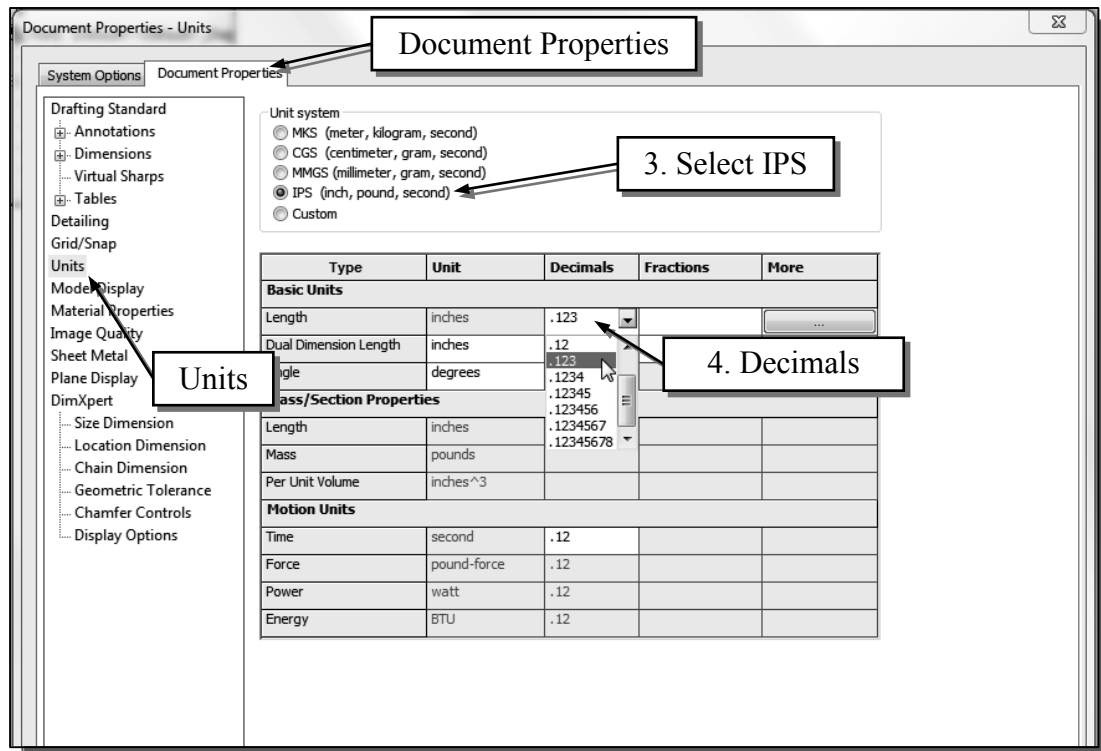 Document Properties - Units
Document Properties
System Options Document Properties
Drafting Standard
Annotations
Dimensions
Virtual Sharps
Tables
Detailing
Grid/Snap
Units
Model Display
Material Properties
Image Quality
Sheet Metal
Plane Display
DimXpert
Size Dimension
Location Dimension
Chain Dimension
Geometric Tolerance
Chamfer Controls
Display Options
Units
Unit system
MKS (meter, kilogram, second)
CGS (centimeter, gram, second)
MMGS (millimeter, gram, second)
IPS (inch, pound, second)
Custom
3. Select IPS
Type Unit Decimals Fractions More
Basic Units
Length inches .123 ...
Dual Dimension Length inches .12
.123
Angle degrees .1234
.12345
Mass/Section Properties .123456
Length inches .1234567
.12345678
4. Decimals
Mass pounds
Per Unit Volume inches^3
Motion Units
Time second .12
Force pound-force .12
Power watt .12
Energy BTU .12